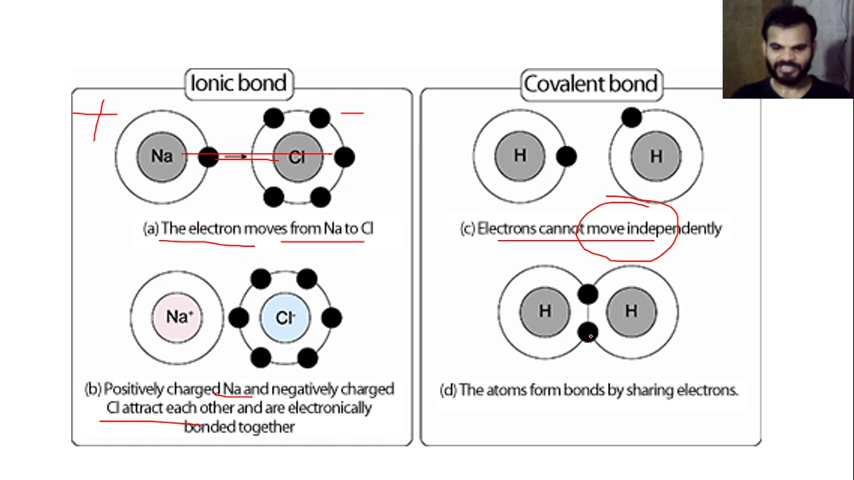 Ionic bond
+
Na
Cl
−
(a) The electron moves from Na to Cl
Na⁺
Cl⁻
(b) Positively charged Na and negatively charged
Cl attract each other and are electronically
bonded together
Covalent bond
H
H
(c) Electrons cannot move independently
H
H
(d) The atoms form bonds by sharing electrons.